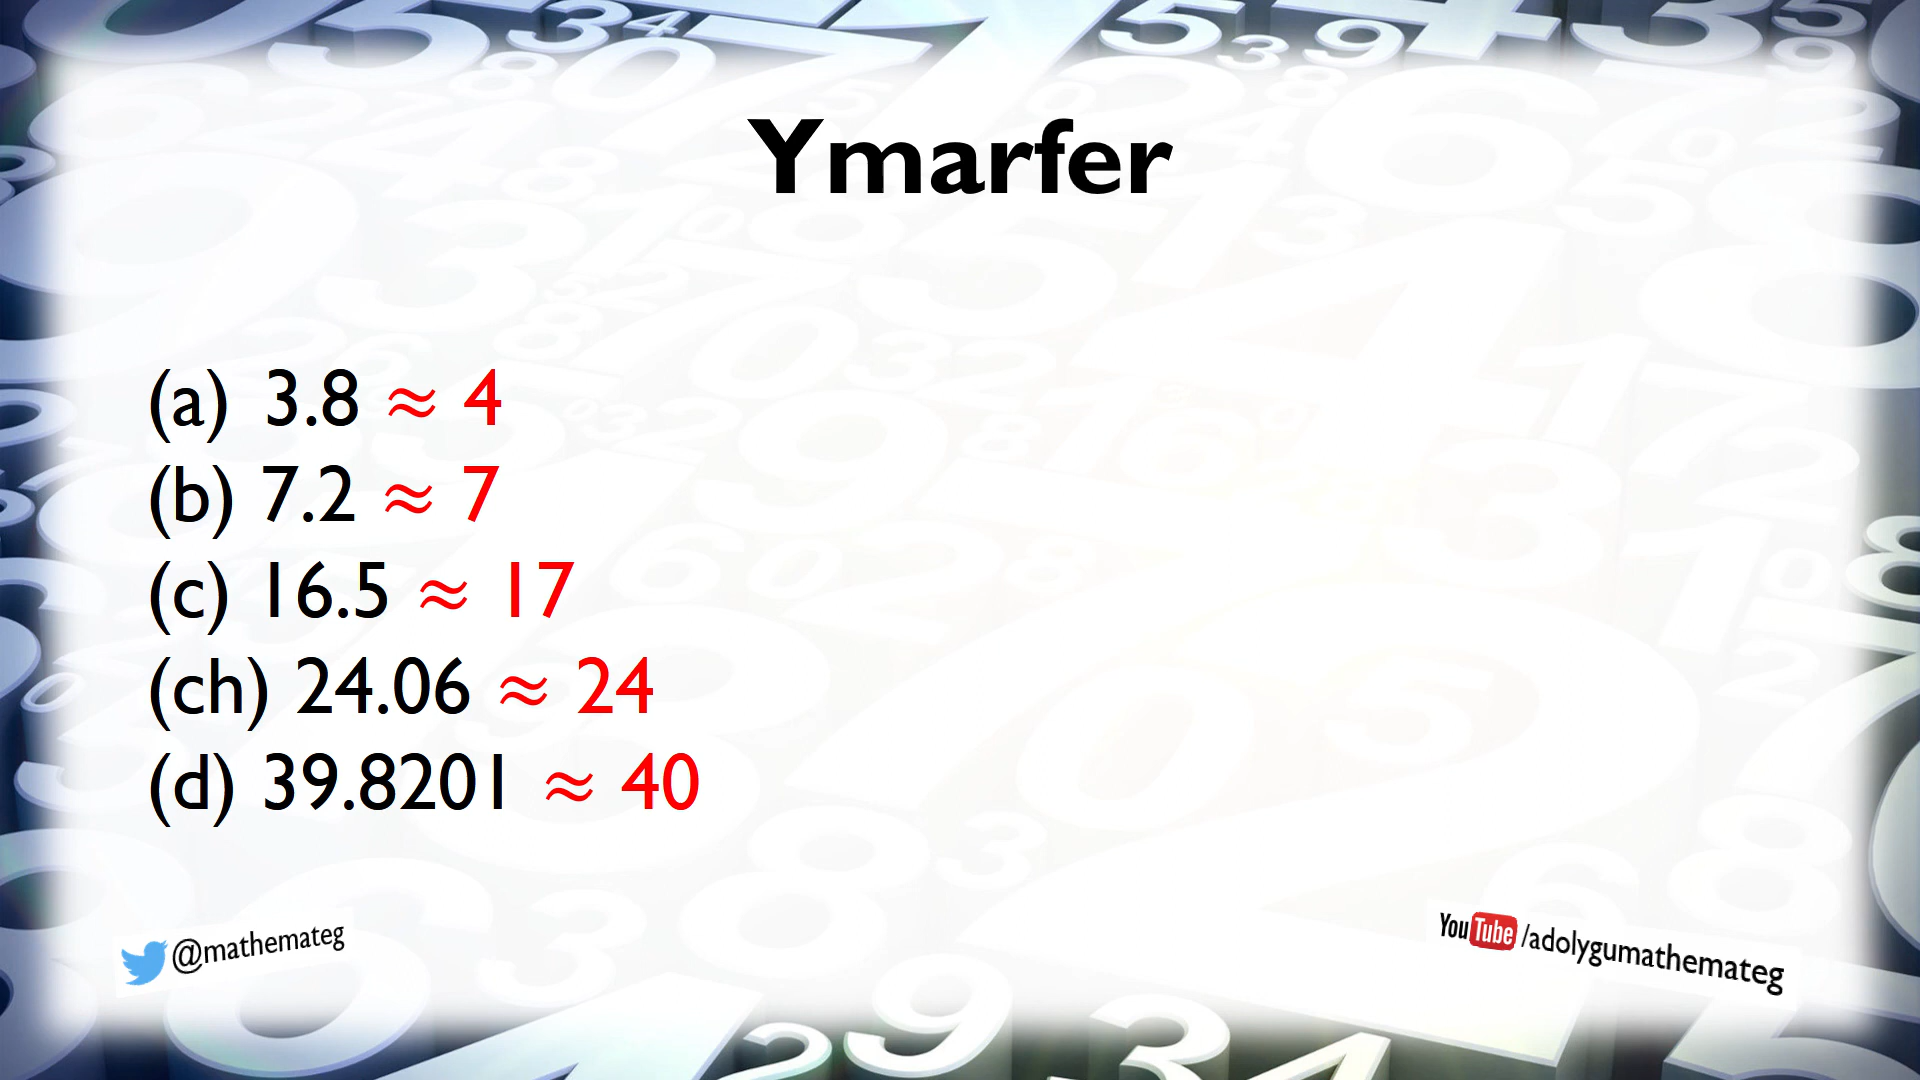 Ymarfer
(a) 3.8 ≈ 4
(b) 7.2 ≈ 7
(c) 16.5 ≈ 17
(ch) 24.06 ≈ 24
(d) 39.8201 ≈ 40
@mathemateg
YouTube /adolygumathemateg